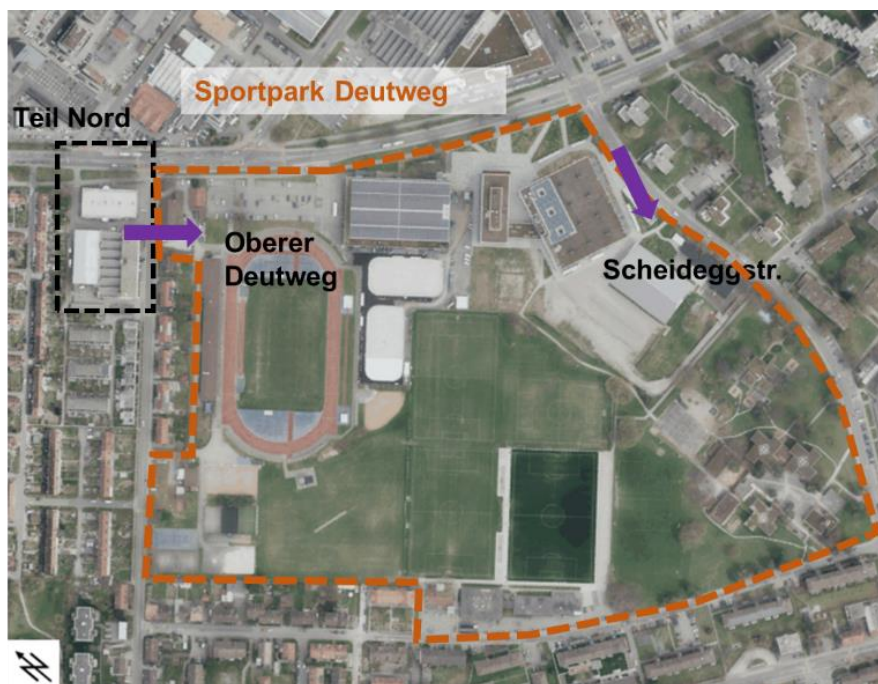 Sportpark Deutweg
Teil Nord
Oberer
Deutweg
Scheideggstr.
N